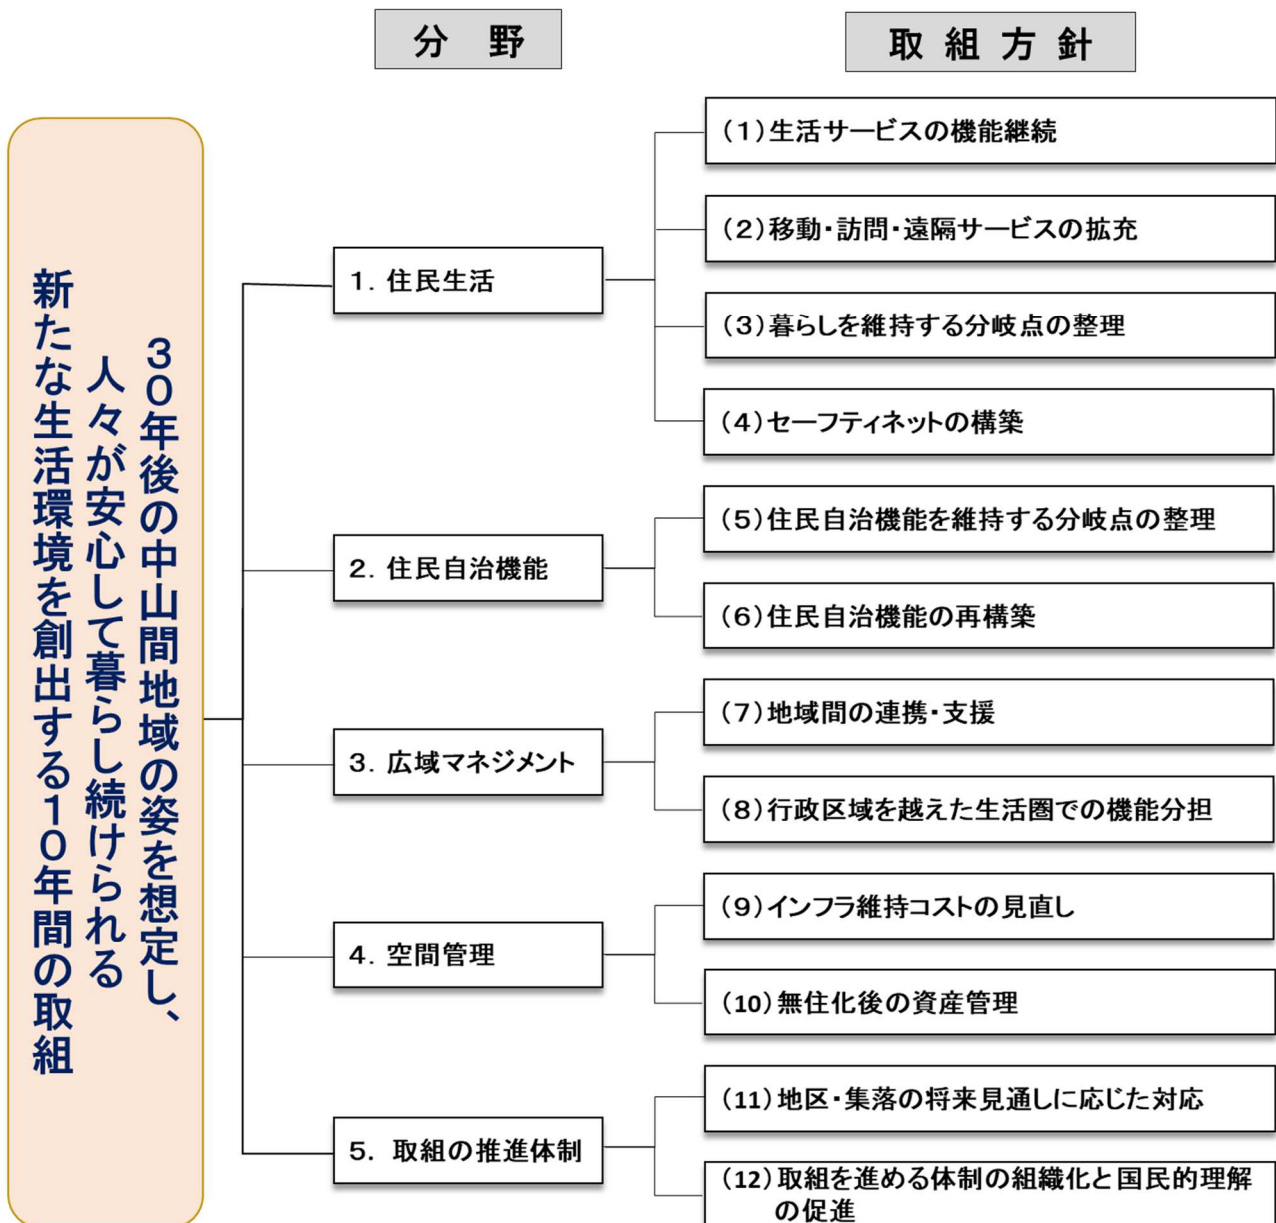 分 野
取 組 方 針
30年後の中山間地域の姿を想定し、
人々が安心して暮らし続けられる
新たな生活環境を創出する10年間の取組
1. 住民生活
(1)生活サービスの機能継続
(2)移動・訪問・遠隔サービスの拡充
(3)暮らしを維持する分岐点の整理
(4)セーフティネットの構築
2. 住民自治機能
(5)住民自治機能を維持する分岐点の整理
(6)住民自治機能の再構築
3. 広域マネジメント
(7)地域間の連携・支援
(8)行政区域を越えた生活圏での機能分担
4. 空間管理
(9)インフラ維持コストの見直し
(10)無住化後の資産管理
5. 取組の推進体制
(11)地区・集落の将来見通しに応じた対応
(12)取組を進める体制の組織化と国民的理解
の促進